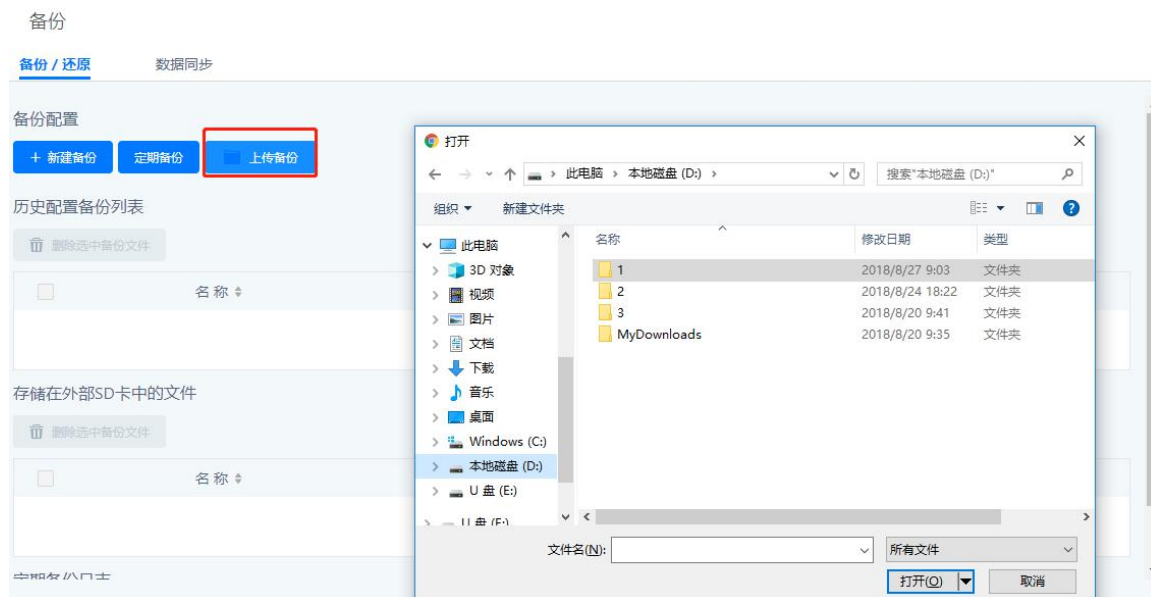 备份
备份 / 还原
数据同步
备份配置
+ 新建备份
定期备份
上传备份
历史配置备份列表
删除选中备份文件
名称
存储在外部SD卡中的文件
删除选中备份文件
名称
定期备份日志
打开
此电脑 › 本地磁盘 (D:) ›
搜索"本地磁盘 (D:)"
组织
新建文件夹
此电脑
3D 对象
视频
图片
文档
下载
音乐
桌面
Windows (C:)
本地磁盘 (D:)
U 盘 (E:)
U 盘 (E:)
名称 修改日期 类型
1 2018/8/27 9:03 文件夹
2 2018/8/24 18:22 文件夹
3 2018/8/20 9:41 文件夹
MyDownloads 2018/8/20 9:35 文件夹
文件名(N):
所有文件
打开(O)
取消